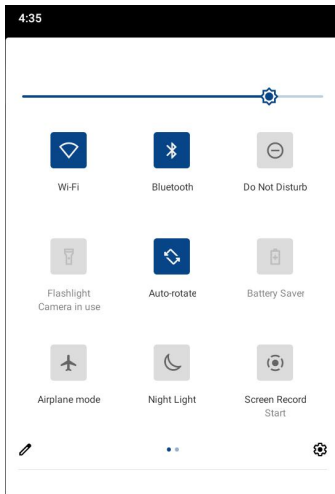 4:35
Wi-Fi
Bluetooth
Do Not Disturb
Flashlight
Camera in use
Auto-rotate
Battery Saver
Airplane mode
Night Light
Screen Record
Start